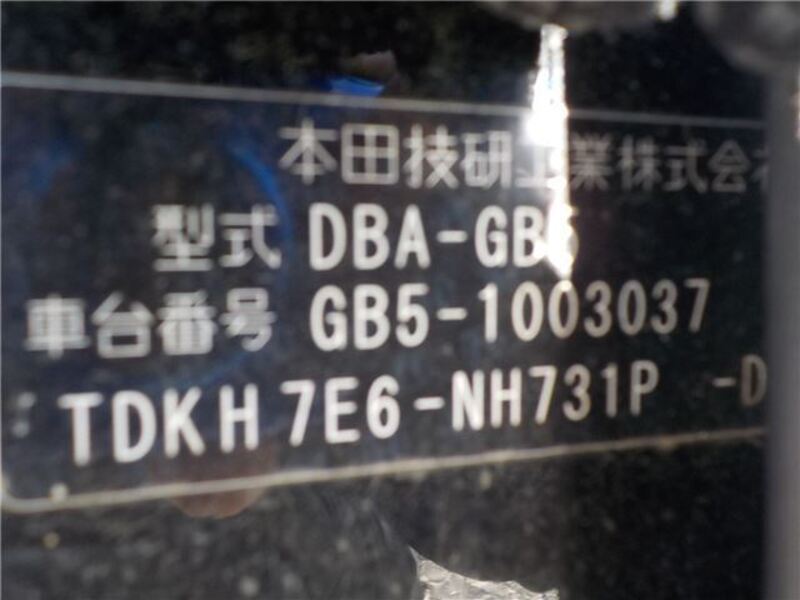 本田技研工業株式会
型式 DBA-GB5
車台番号 GB5-1003037
TDKH 7E6-NH731P -D